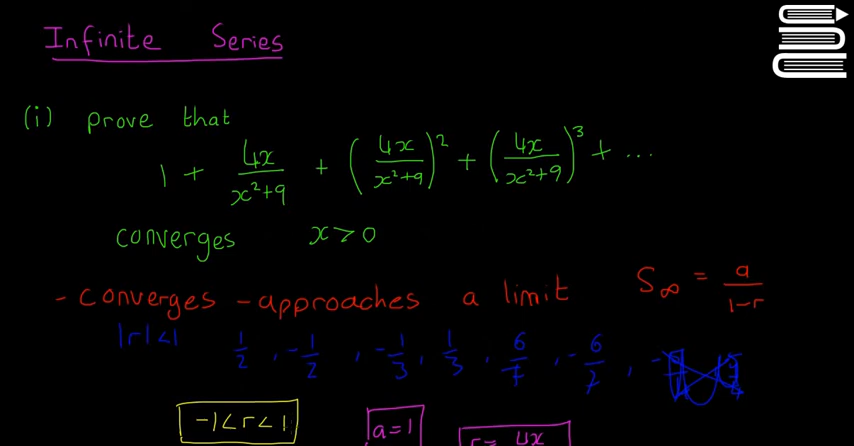 Infinite Series
(i) prove that
1 + 4x/(x²+9) + (4x/(x²+9))² + (4x/(x²+9))³ + ...
converges x > 0
- converges - approaches a limit S∞ = a/(1-r)
|r| < 1 1/2, -1/2, -1/3, 1/3, 6/7, -6/7, -
-1 < r < 1 a = 1 r = 4x